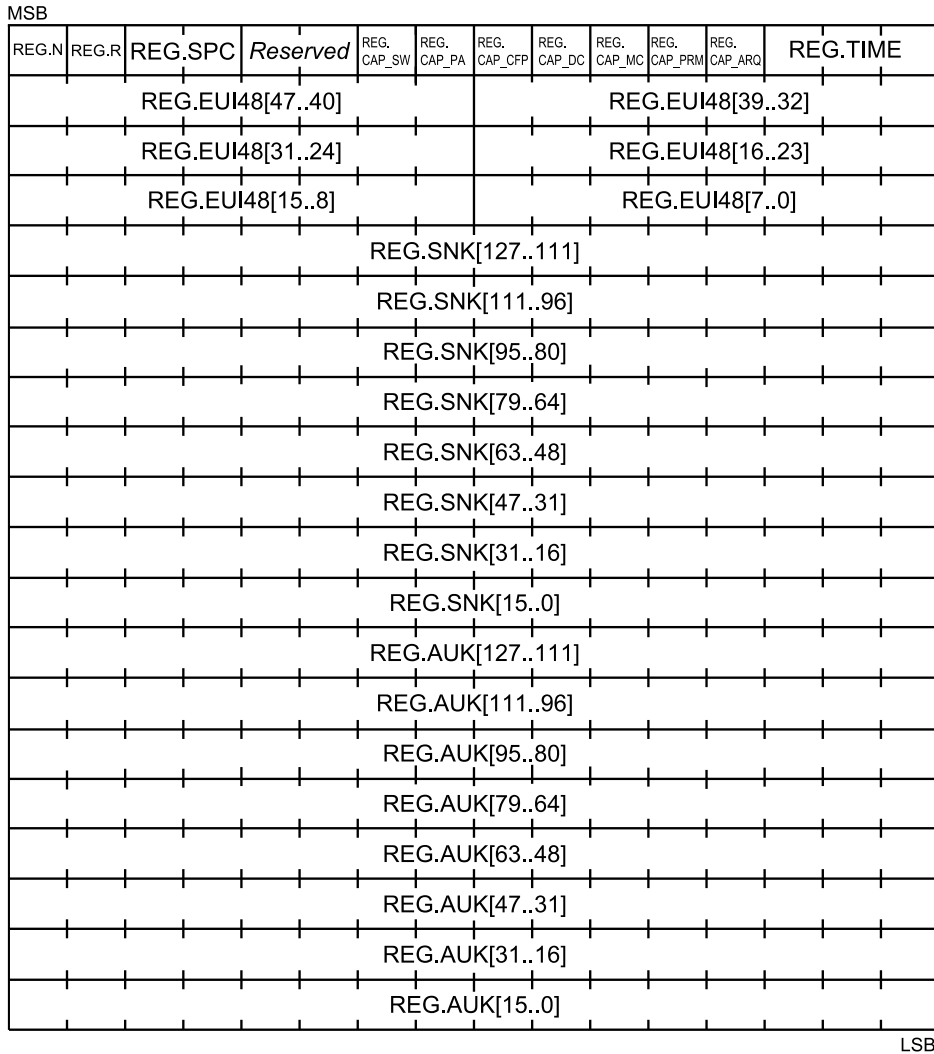 MSB
REG.N REG.R REG.SPC Reserved REG. CAP_SW REG. CAP_PA REG. CAP_CFP REG. CAP_DC REG. CAP_MC REG. CAP_PRM REG. CAP_ARQ REG.TIME
REG.EUI48[47..40] REG.EUI48[39..32]
REG.EUI48[31..24] REG.EUI48[16..23]
REG.EUI48[15..8] REG.EUI48[7..0]
REG.SNK[127..111]
REG.SNK[111..96]
REG.SNK[95..80]
REG.SNK[79..64]
REG.SNK[63..48]
REG.SNK[47..31]
REG.SNK[31..16]
REG.SNK[15..0]
REG.AUK[127..111]
REG.AUK[111..96]
REG.AUK[95..80]
REG.AUK[79..64]
REG.AUK[63..48]
REG.AUK[47..31]
REG.AUK[31..16]
REG.AUK[15..0]
LSB